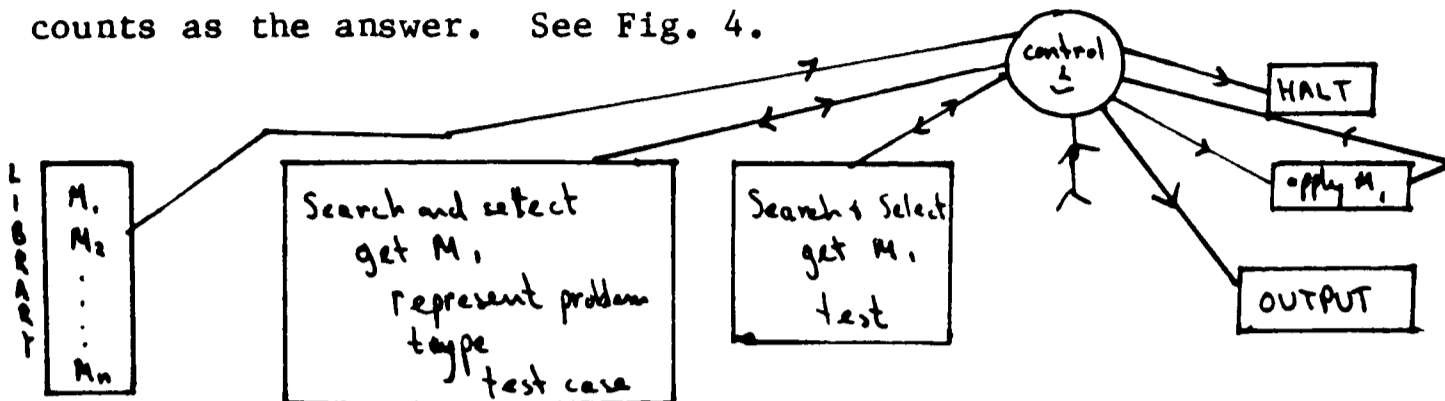 counts as the answer. See Fig. 4.
control
HALT
apply M₁
OUTPUT
LIBRARY
M₁
M₂
.
.
.
.
Mn
Search and select
get M₁
represent problem
taype
test case
Search & Select
get M₁
test